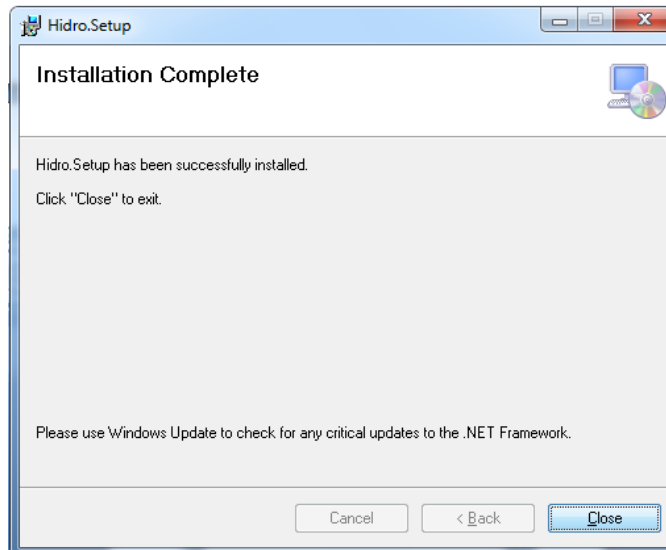 Hidro.Setup
Installation Complete
Hidro.Setup has been successfully installed.
Click "Close" to exit.
Please use Windows Update to check for any critical updates to the .NET Framework.
Cancel
< Back
Close